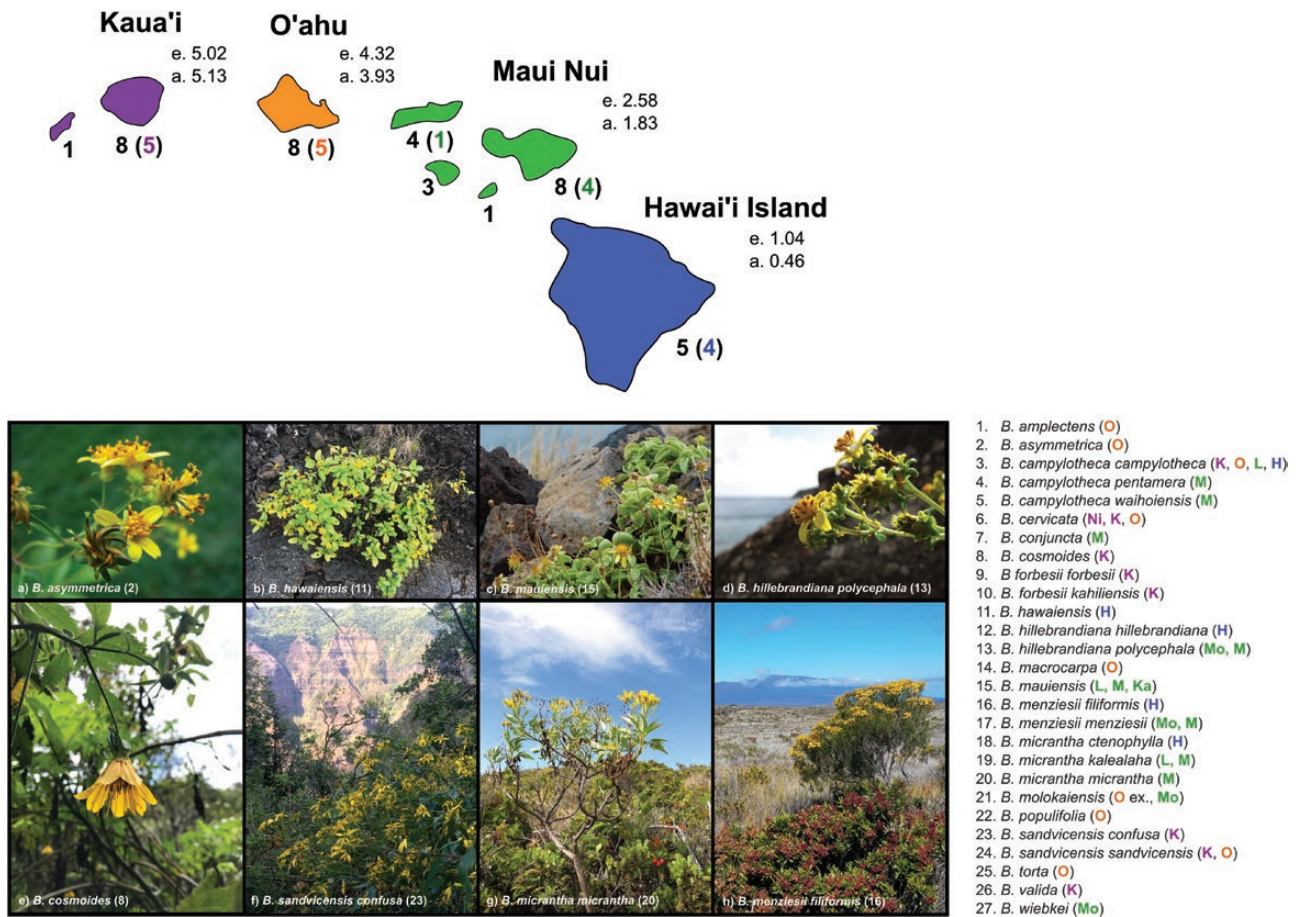 Kaua'i
e. 5.02
a. 5.13
1
8 (5)
O'ahu
e. 4.32
a. 3.93
8 (5)
Maui Nui
e. 2.58
a. 1.83
4 (1)
3
1
8 (4)
Hawai'i Island
e. 1.04
a. 0.46
5 (4)
a) B. asymmetrica (2)
b) B. hawaiensis (11)
c) B. mauiensis (15)
d) B. hillebrandiana polycephala (13)
e) B. cosmoides (8)
f) B. sandvicensis confusa (23)
g) B. micrantha micrantha (20)
h) B. menziesii filiformis (16)
1. B. amplectens (O)
2. B. asymmetrica (O)
3. B. campylotheca campylotheca (K, O, L, H)
4. B. campylotheca pentamera (M)
5. B. campylotheca waihoiensis (M)
6. B. cervicata (Ni, K, O)
7. B. conjuncta (M)
8. B. cosmoides (K)
9. B forbesii forbesii (K)
10. B. forbesii kahiliensis (K)
11. B. hawaiensis (H)
12. B. hillebrandiana hillebrandiana (H)
13. B. hillebrandiana polycephala (Mo, M)
14. B. macrocarpa (O)
15. B. mauiensis (L, M, Ka)
16. B. menziesii filiformis (H)
17. B. menziesii menziesii (Mo, M)
18. B. micrantha ctenophylla (H)
19. B. micrantha kalealaha (L, M)
20. B. micrantha micrantha (M)
21. B. molokaiensis (O ex., Mo)
22. B. populifolia (O)
23. B. sandvicensis confusa (K)
24. B. sandvicensis sandvicensis (K, O)
25. B. torta (O)
26. B. valida (K)
27. B. wiebkei (Mo)